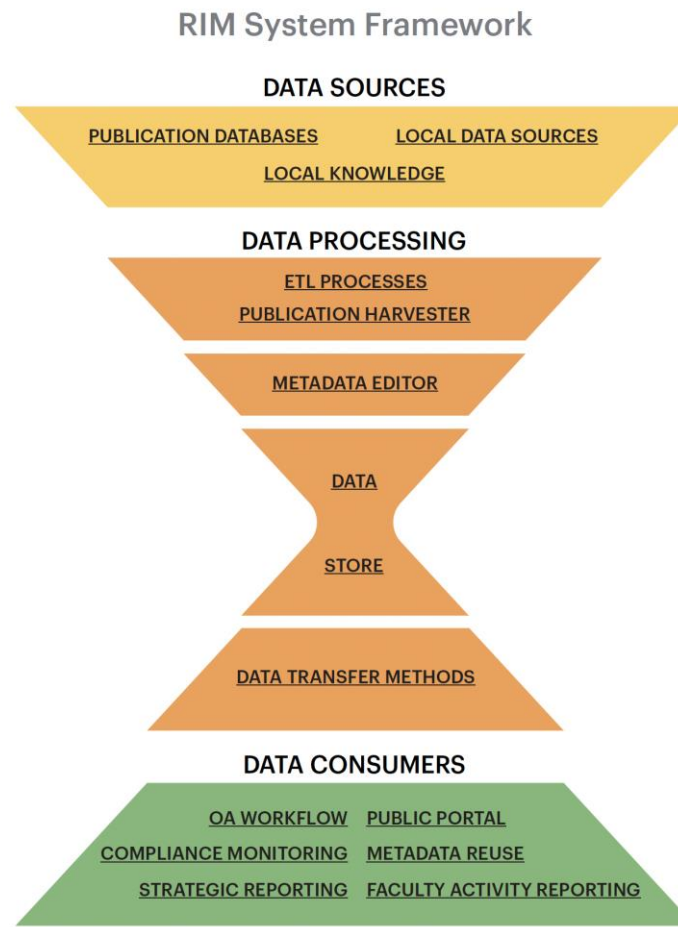 RIM System Framework
DATA SOURCES
PUBLICATION DATABASES LOCAL DATA SOURCES
LOCAL KNOWLEDGE
DATA PROCESSING
ETL PROCESSES
PUBLICATION HARVESTER
METADATA EDITOR
DATA
STORE
DATA TRANSFER METHODS
DATA CONSUMERS
OA WORKFLOW PUBLIC PORTAL
COMPLIANCE MONITORING METADATA REUSE
STRATEGIC REPORTING FACULTY ACTIVITY REPORTING